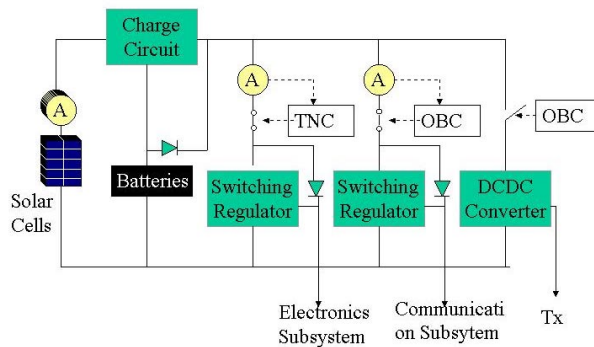 Charge
Circuit
A
A
A
TNC
OBC
OBC
Solar
Cells
Batteries
Switching
Regulator
Switching
Regulator
DCDC
Converter
Electronics
Subsystem
Communicati
on Subsytem
Tx